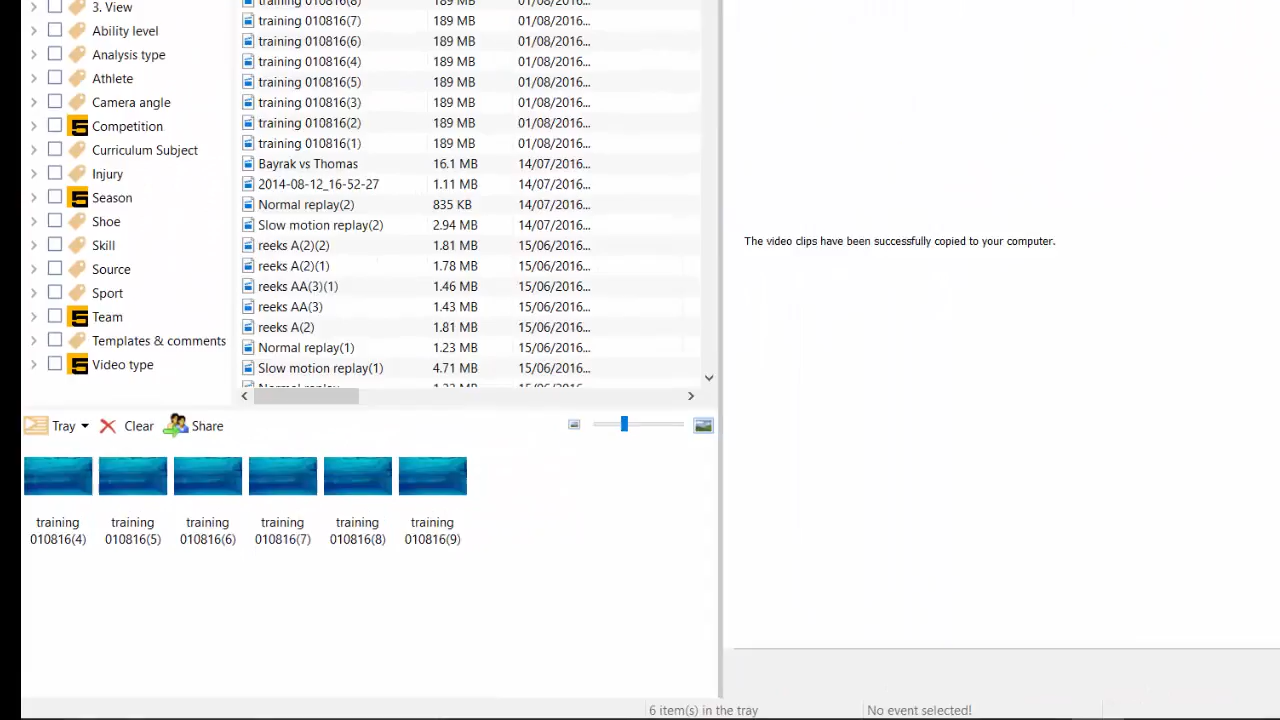 3. View
Ability level
Analysis type
Athlete
Camera angle
Competition
Curriculum Subject
Injury
Season
Shoe
Skill
Source
Sport
Team
Templates & comments
Video type
training 010816(8) 189 MB 01/08/2016...
training 010816(7) 189 MB 01/08/2016...
training 010816(6) 189 MB 01/08/2016...
training 010816(4) 189 MB 01/08/2016...
training 010816(5) 189 MB 01/08/2016...
training 010816(3) 189 MB 01/08/2016...
training 010816(2) 189 MB 01/08/2016...
training 010816(1) 189 MB 01/08/2016...
Bayrak vs Thomas 16.1 MB 14/07/2016...
2014-08-12_16-52-27 1.11 MB 14/07/2016...
Normal replay(2) 835 KB 14/07/2016...
Slow motion replay(2) 2.94 MB 14/07/2016...
reeks A(2)(2) 1.81 MB 15/06/2016...
reeks A(2)(1) 1.78 MB 15/06/2016...
reeks AA(3)(1) 1.46 MB 15/06/2016...
reeks AA(3) 1.43 MB 15/06/2016...
reeks A(2) 1.81 MB 15/06/2016...
Normal replay(1) 1.23 MB 15/06/2016...
Slow motion replay(1) 4.71 MB 15/06/2016...
Normal replay 15/06/2016...
The video clips have been successfully copied to your computer.
Tray Clear Share
training 010816(4)
training 010816(5)
training 010816(6)
training 010816(7)
training 010816(8)
training 010816(9)
6 item(s) in the tray
No event selected!